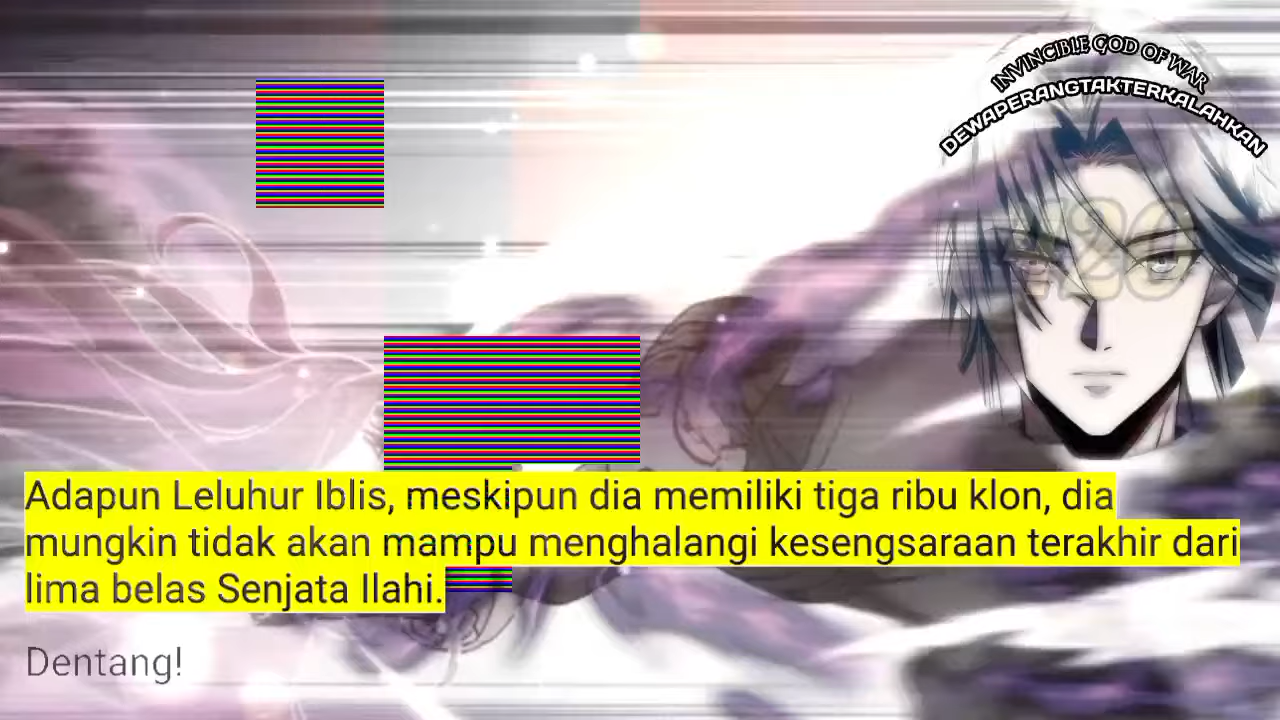 INVINCIBLE GOD OF WAR
DEWAPERANGTAKTERKALAHKAN
Adapun Leluhur Iblis, meskipun dia memiliki tiga ribu klon, dia
mungkin tidak akan mampu menghalangi kesengsaraan terakhir dari
lima belas Senjata Ilahi.
Dentang!